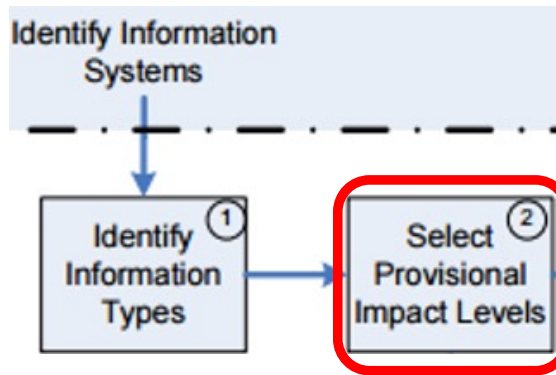 Identify Information
Systems
1
Identify
Information
Types
2
Select
Provisional
Impact Levels